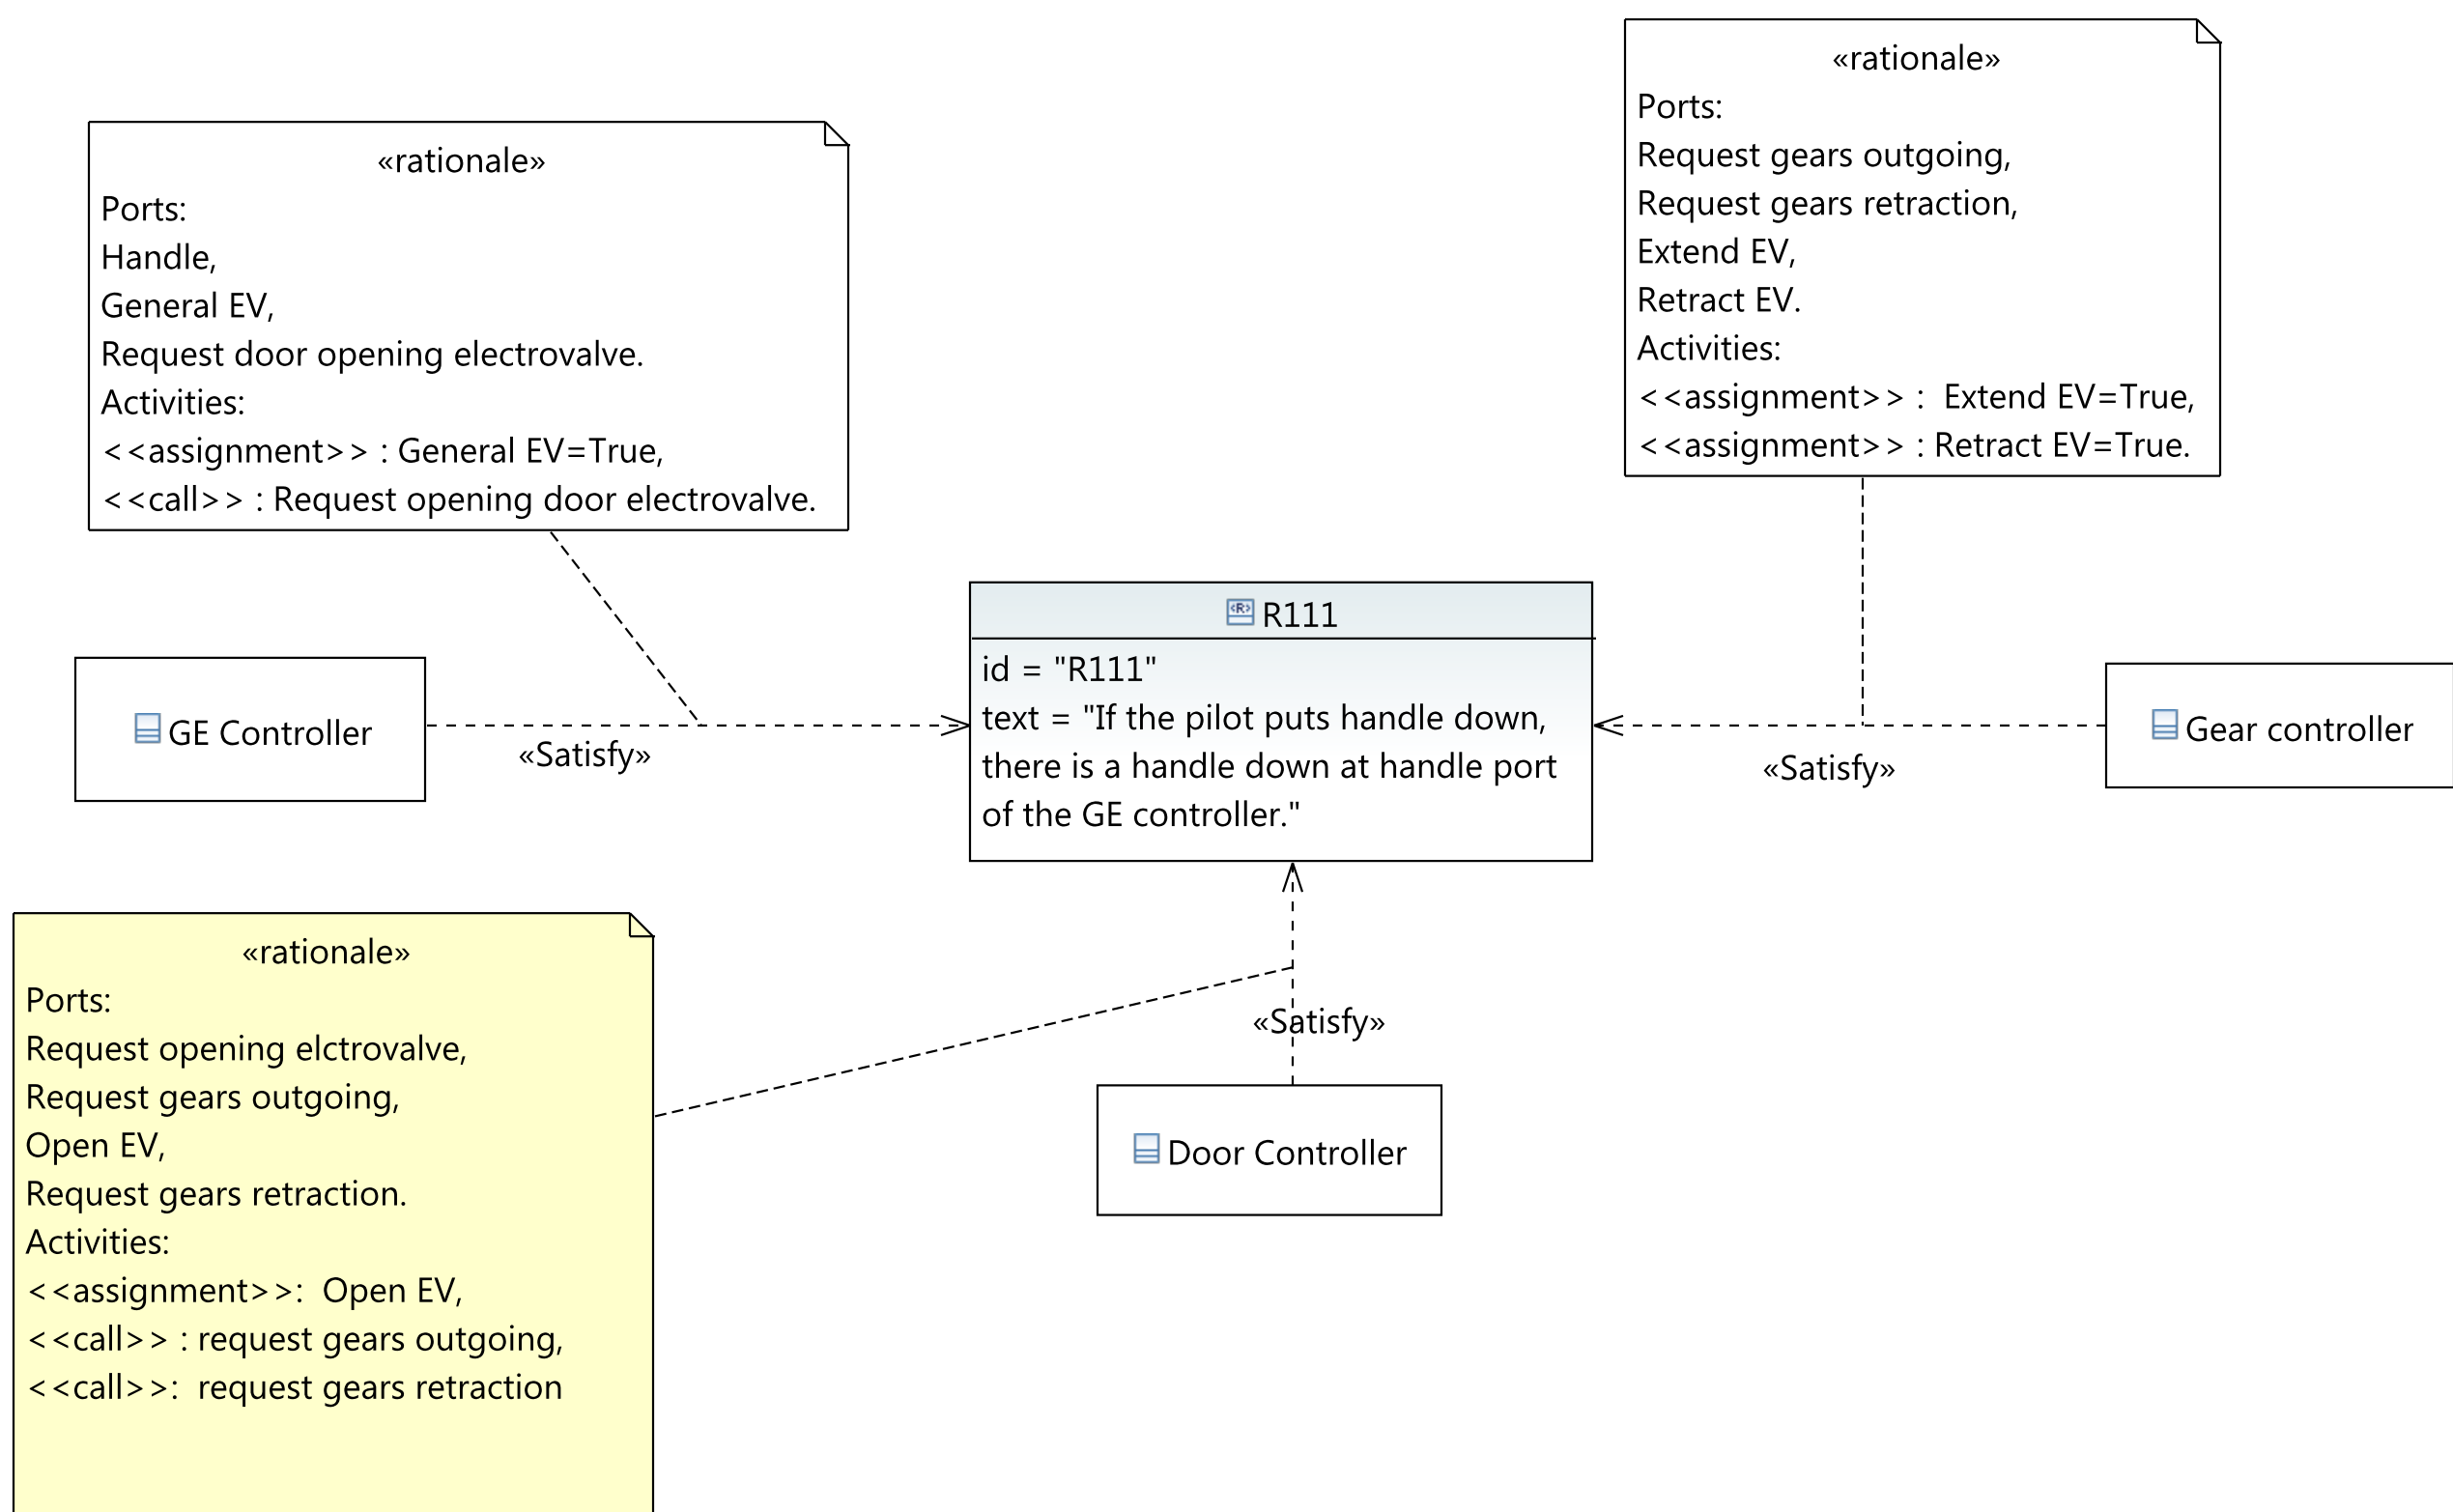 «rationale»
Ports:
Handle,
General EV,
Request door opening electrovalve.
Activities:
<<assignment>> : General EV=True,
<<call>> : Request opening door electrovalve.
«rationale»
Ports:
Request gears outgoing,
Request gears retraction,
Extend EV,
Retract EV.
Activities:
<<assignment>> :  Extend EV=True,
<<assignment>> : Retract EV=True.
GE Controller
«Satisfy»
R111
id = "R111"
text = "If the pilot puts handle down,
there is a handle down at handle port
of the GE controller."
«Satisfy»
Gear controller
«rationale»
Ports:
Request opening elctrovalve,
Request gears outgoing,
Open EV,
Request gears retraction.
Activities:
<<assignment>>:  Open EV,
<<call>> : request gears outgoing,
<<call>>:  request gears retraction
«Satisfy»
Door Controller